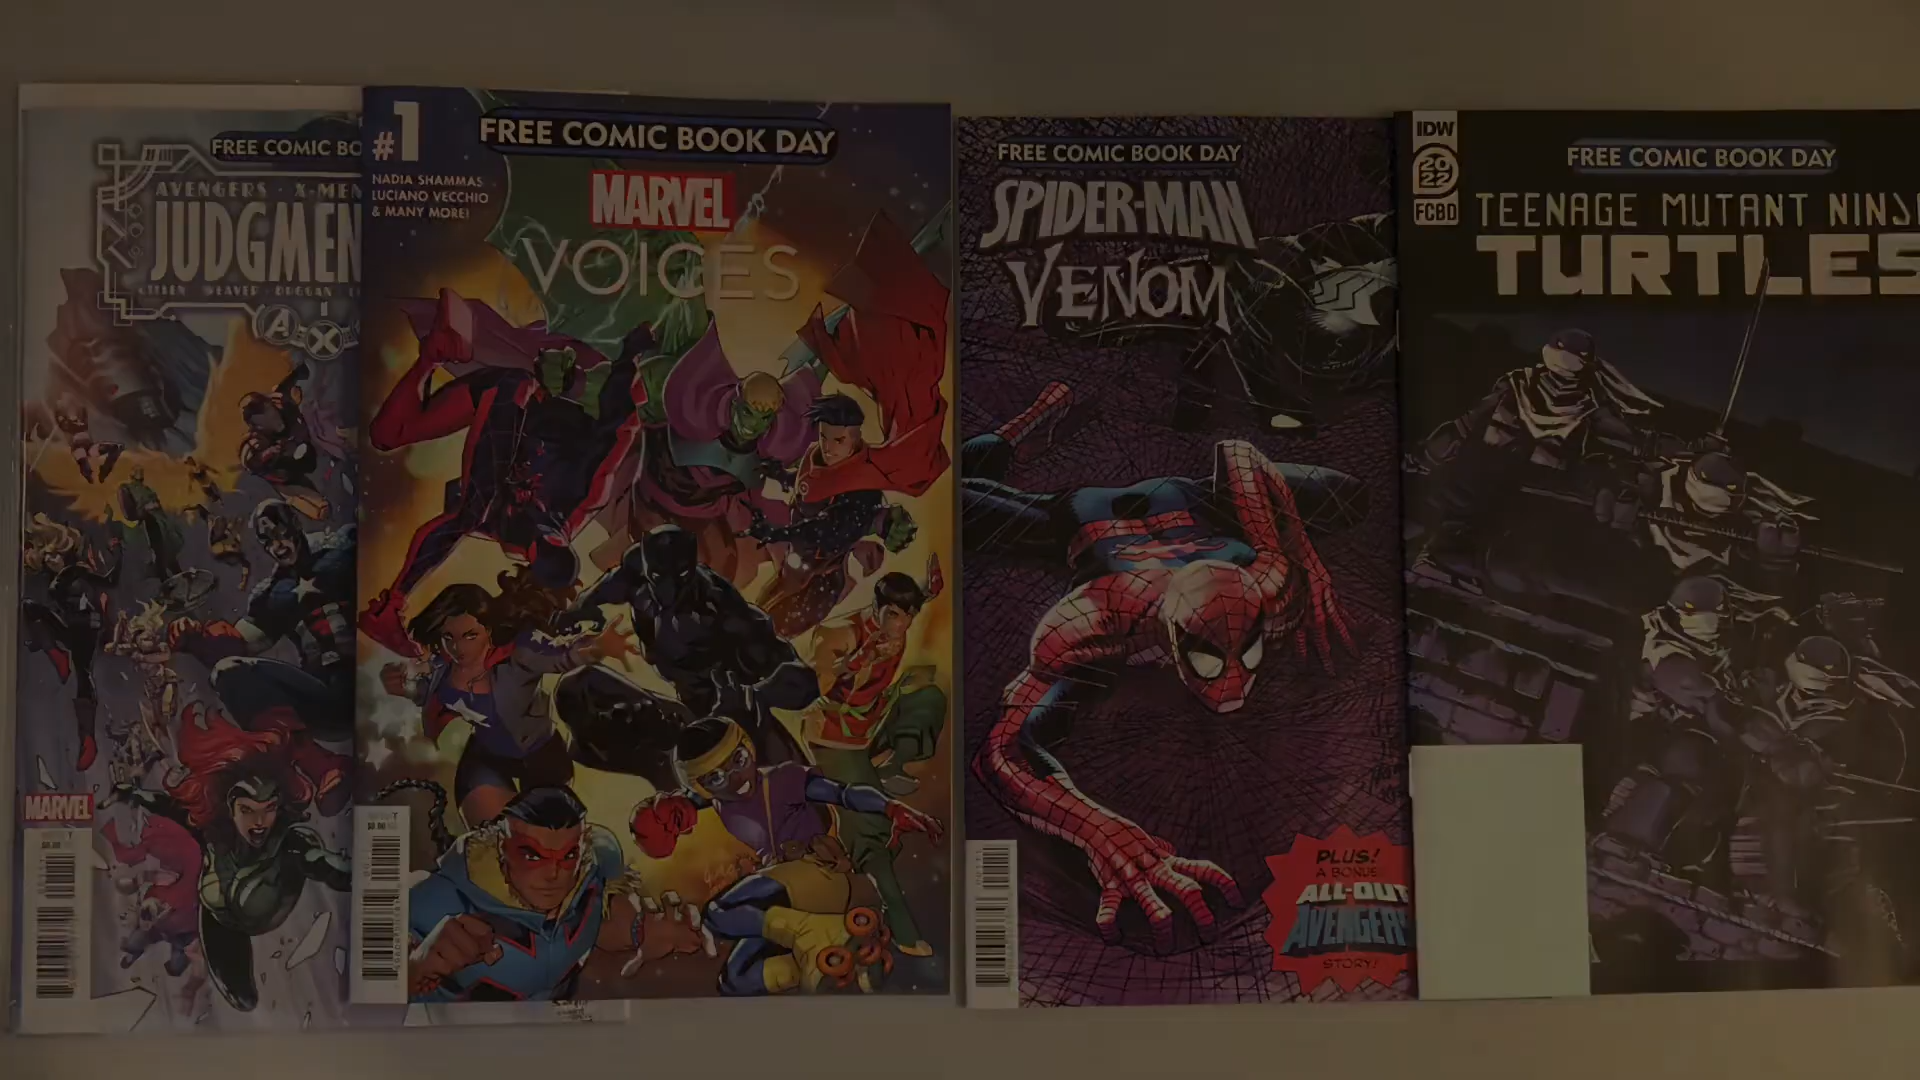 FREE COMIC BO
AVENGERS · X-MEN
JUDGMEN
A X
MARVEL
#1
FREE COMIC BOOK DAY
NADIA SHAMMAS
LUCIANO VECCHIO
& MANY MORE!
MARVEL
VOICES
FREE COMIC BOOK DAY
SPIDER-MAN
VENOM
PLUS!
A BONUS
ALL-OUT
AVENGERS
STORY!
IDW
2022
FCBD
FREE COMIC BOOK DAY
TEENAGE MUTANT NINJ
TURTLES